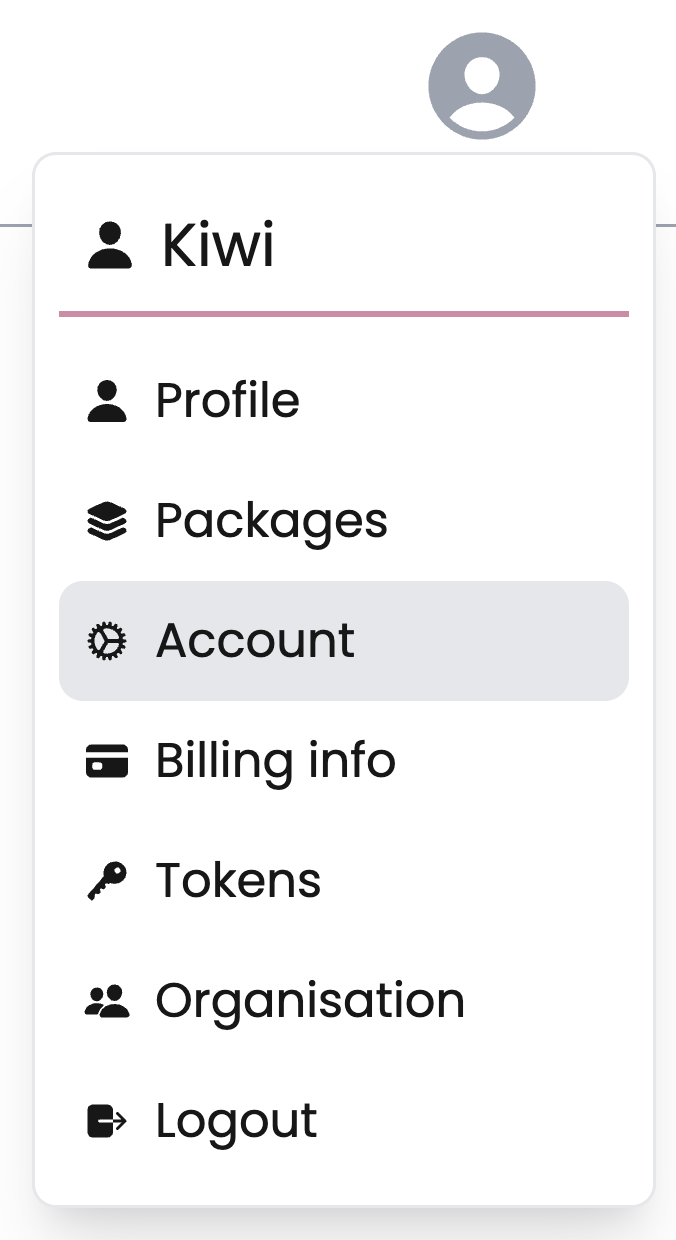 Kiwi
Profile
Packages
Account
Billing info
Tokens
Organisation
Logout